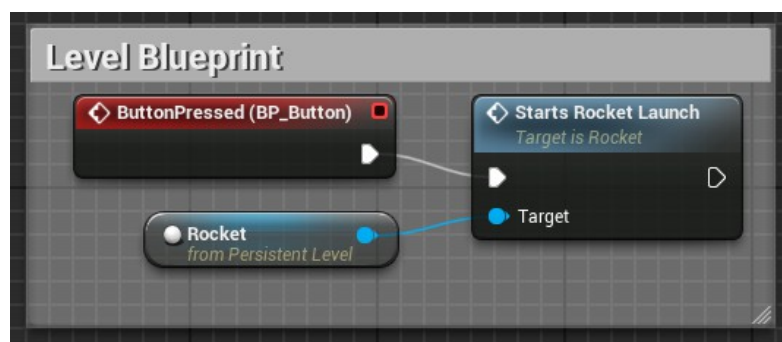 Level Blueprint
ButtonPressed (BP_Button)
Starts Rocket Launch
Target is Rocket
Target
Rocket
from Persistent Level